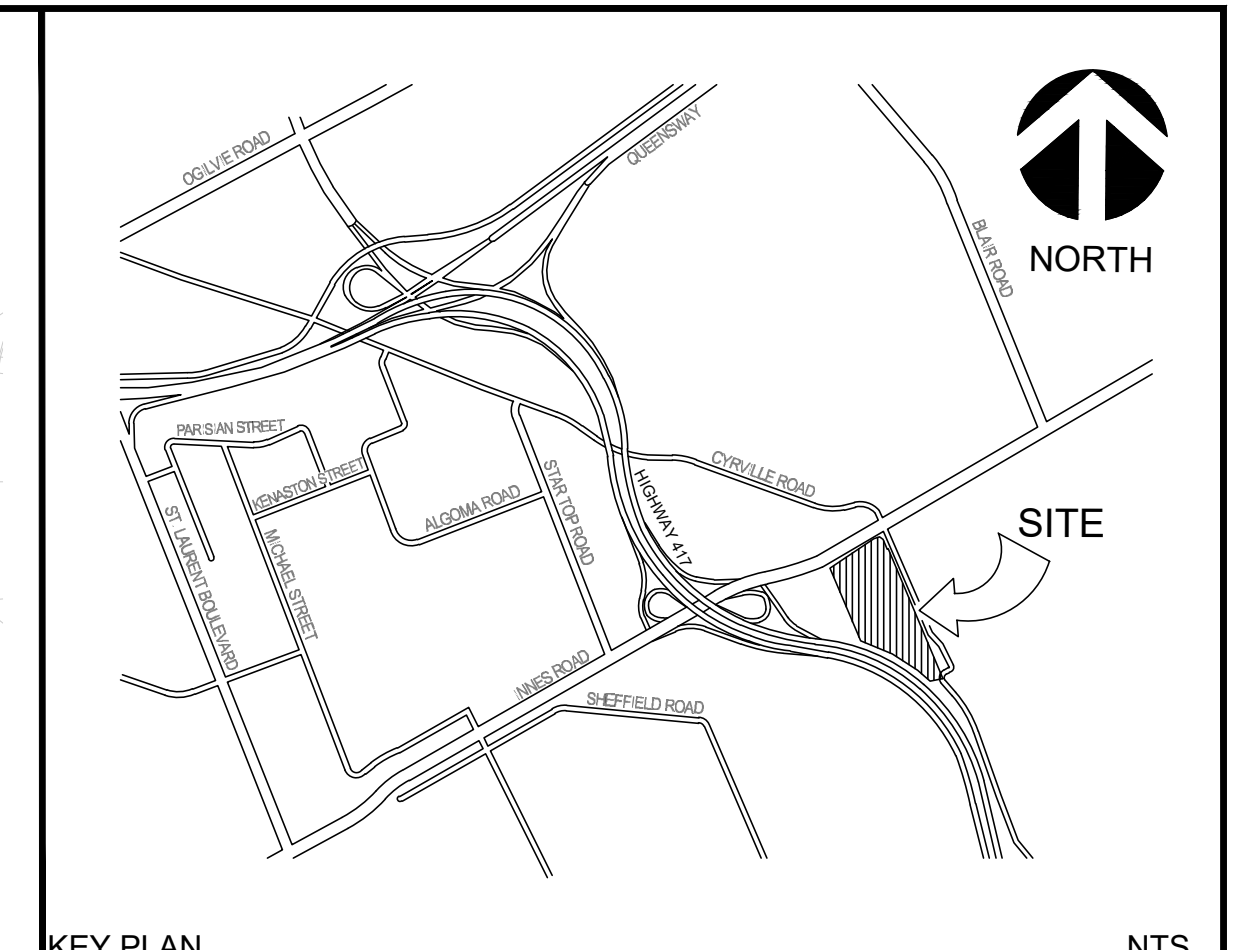 OGILVIE ROAD
QUEENSWAY
BLAIR ROAD
NORTH
PARISIAN STREET
KENASTON STREET
ALGOMA ROAD
STAR TOP ROAD
HIGHWAY 417
CYRVILLE ROAD
SITE
ST. LAURENT BOULEVARD
MICHAEL STREET
INNES ROAD
SHEFFIELD ROAD
KEY PLAN
NTS